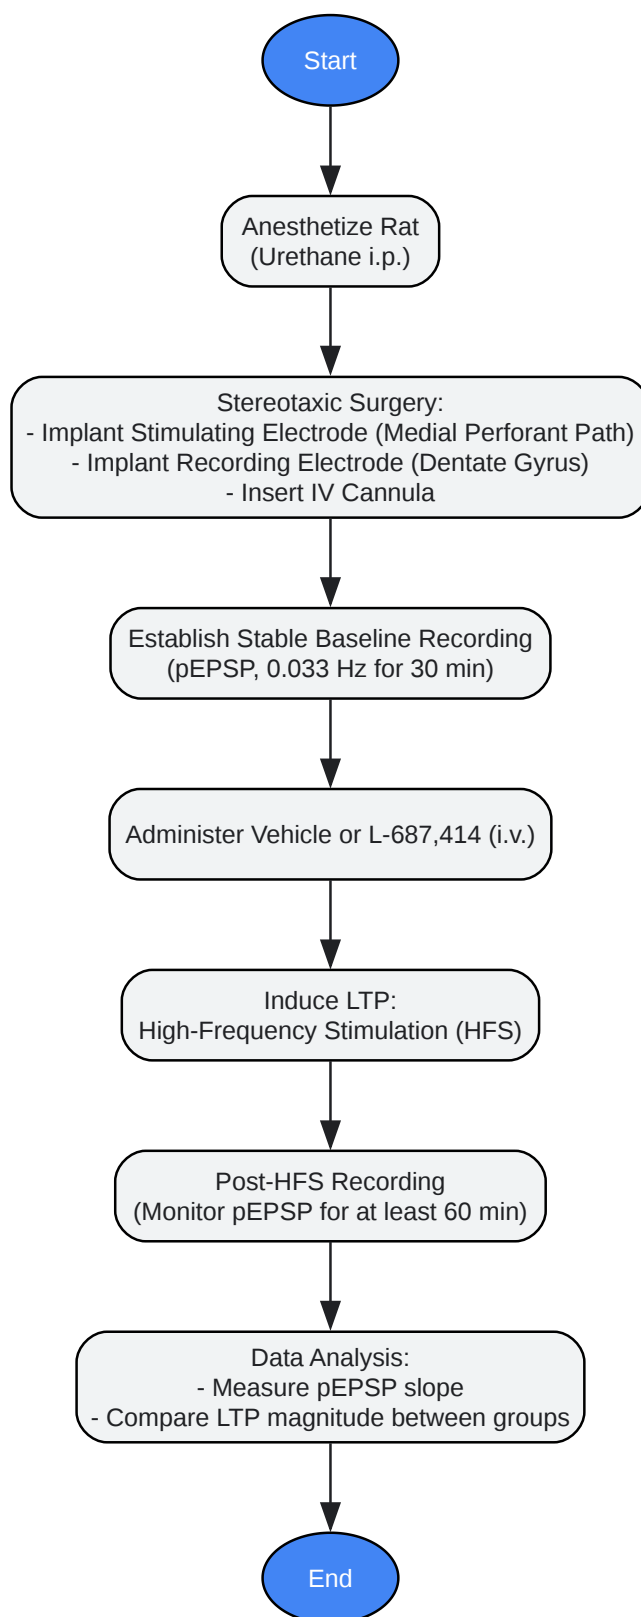 Start
Anesthetize Rat
(Urethane i.p.)
Stereotaxic Surgery:
- Implant Stimulating Electrode (Medial Perforant Path)
- Implant Recording Electrode (Dentate Gyrus)
- Insert IV Cannula
Establish Stable Baseline Recording
(pEPSP, 0.033 Hz for 30 min)
Administer Vehicle or L-687,414 (i.v.)
Induce LTP:
High-Frequency Stimulation (HFS)
Post-HFS Recording
(Monitor pEPSP for at least 60 min)
Data Analysis:
- Measure pEPSP slope
- Compare LTP magnitude between groups
End